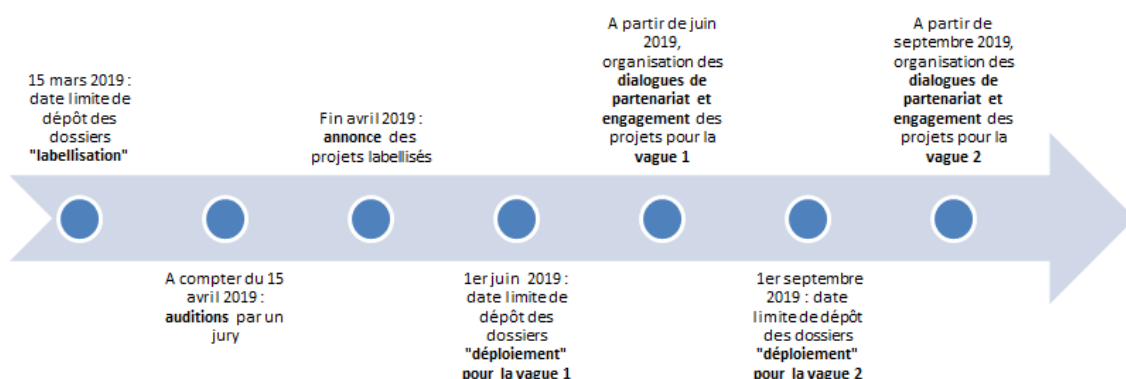 15 mars 2019 :
date limite de
dépôt des
dossiers
"labellisation"
A compter du 15
avril 2019 :
auditions par un
jury
Fin avril 2019 :
annonce des
projets labellisés
1er juin 2019 :
date limite de
dépôt des
dossiers
"déploiement"
pour la vague 1
A partir de juin
2019,
organisation des
dialogues de
partenariat et
engagement des
projets pour la
vague 1
1er septembre
2019 : date
limite de dépôt
des dossiers
"déploiement"
pour la vague 2
A partir de
septembre 2019,
organisation des
dialogues de
partenariat et
engagement des
projets pour la
vague 2